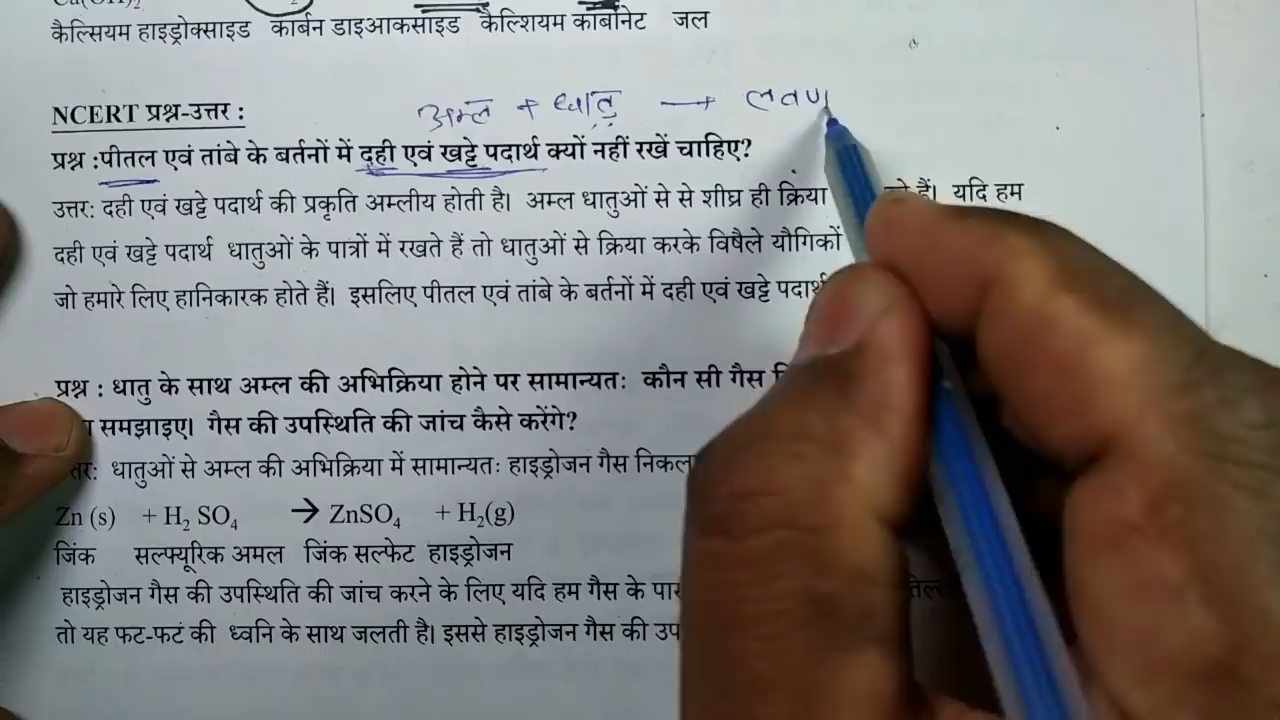 कैल्सियम हाइड्रोक्साइड कार्बन डाइआकसाइड कैल्शियम कार्बोनेट जल
NCERT प्रश्न-उत्तर :
अम्ल + धातु → लवण
प्रश्न :पीतल एवं तांबे के बर्तनों में दही एवं खट्टे पदार्थ क्यों नहीं रखें चाहिए?
उत्तर: दही एवं खट्टे पदार्थ की प्रकृति अम्लीय होती है। अम्ल धातुओं से से शीघ्र ही क्रिया हैं। यदि हम
दही एवं खट्टे पदार्थ धातुओं के पात्रों में रखते हैं तो धातुओं से क्रिया करके विषैले यौगिकों
जो हमारे लिए हानिकारक होते हैं। इसलिए पीतल एवं तांबे के बर्तनों में दही एवं खट्टे पदार्थ
प्रश्न : धातु के साथ अम्ल की अभिक्रिया होने पर सामान्यतः कौन सी गैस
समझाइए। गैस की उपस्थिति की जांच कैसे करेंगे?
धातुओं से अम्ल की अभिक्रिया में सामान्यतः हाइड्रोजन गैस
Zn (s) + H₂ SO₄ → ZnSO₄ + H₂(g)
जिंक सल्फ्यूरिक अमल जिंक सल्फेट हाइड्रोजन
हाइड्रोजन गैस की उपस्थिति की जांच करने के लिए यदि हम गैस के
तो यह फट-फटं की ध्वनि के साथ जलती है। इससे हाइड्रोजन गैस की